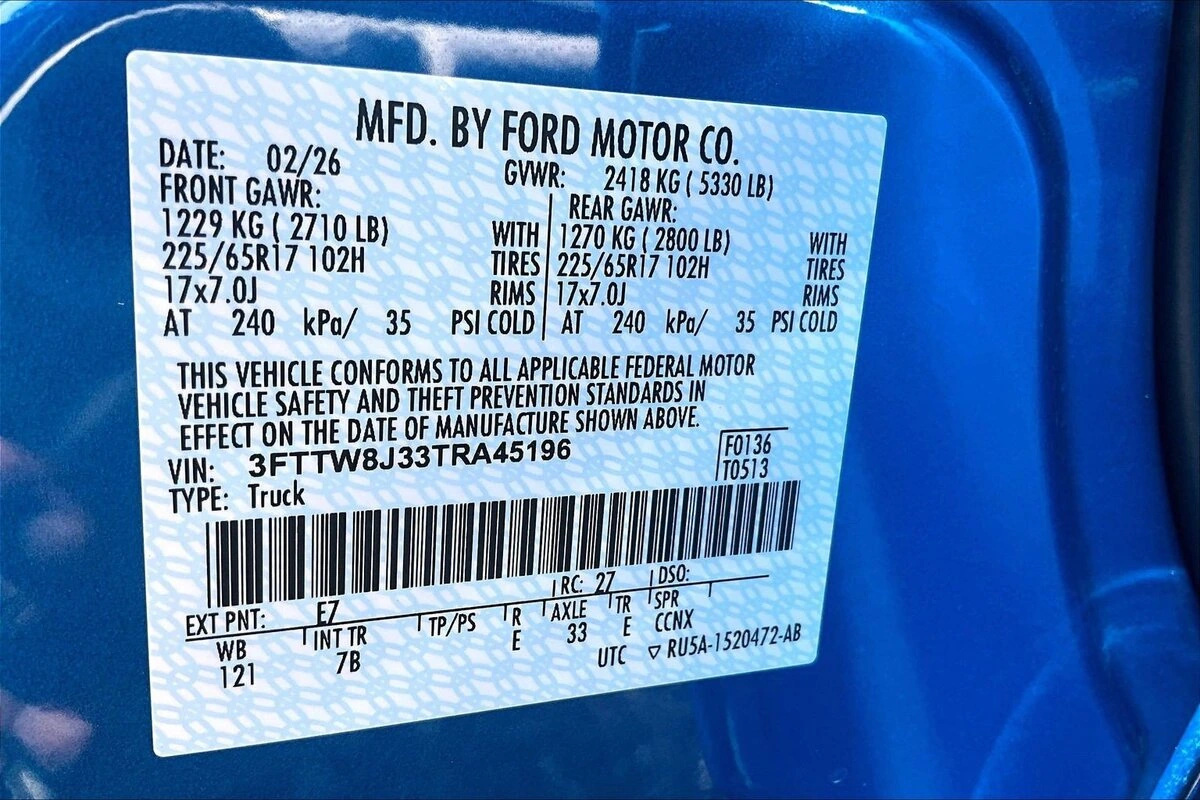 MFD. BY FORD MOTOR CO.
DATE: 02/26 GVWR: 2418 KG ( 5330 LB)
FRONT GAWR: REAR GAWR:
1229 KG ( 2710 LB) WITH 1270 KG ( 2800 LB) WITH
225/65R17 102H TIRES 225/65R17 102H TIRES
17x7.0J RIMS 17x7.0J RIMS
AT 240 kPa/ 35 PSI COLD AT 240 kPa/ 35 PSI COLD
THIS VEHICLE CONFORMS TO ALL APPLICABLE FEDERAL MOTOR
VEHICLE SAFETY AND THEFT PREVENTION STANDARDS IN
EFFECT ON THE DATE OF MANUFACTURE SHOWN ABOVE.
VIN: 3FTTW8J33TRA45196 F0136
TYPE: Truck T0513
EXT PNT: EZ RC: 27 DSO:
WB INT TR TP/PS R AXLE TR SPR
121 7B E 33 E CCNX
UTC ▽ RU5A-1520472-AB